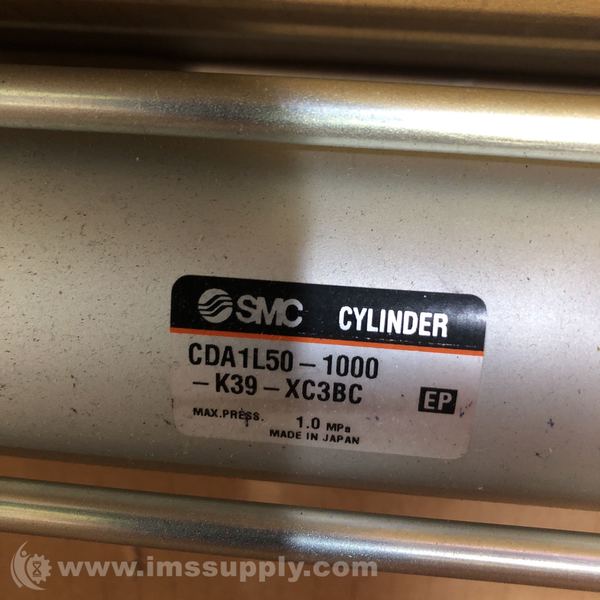 SMC CYLINDER
CDA1L50-1000
-K39-XC3BC
EP
MAX.PRESS. 1.0 MPa
MADE IN JAPAN
www.imssupply.com